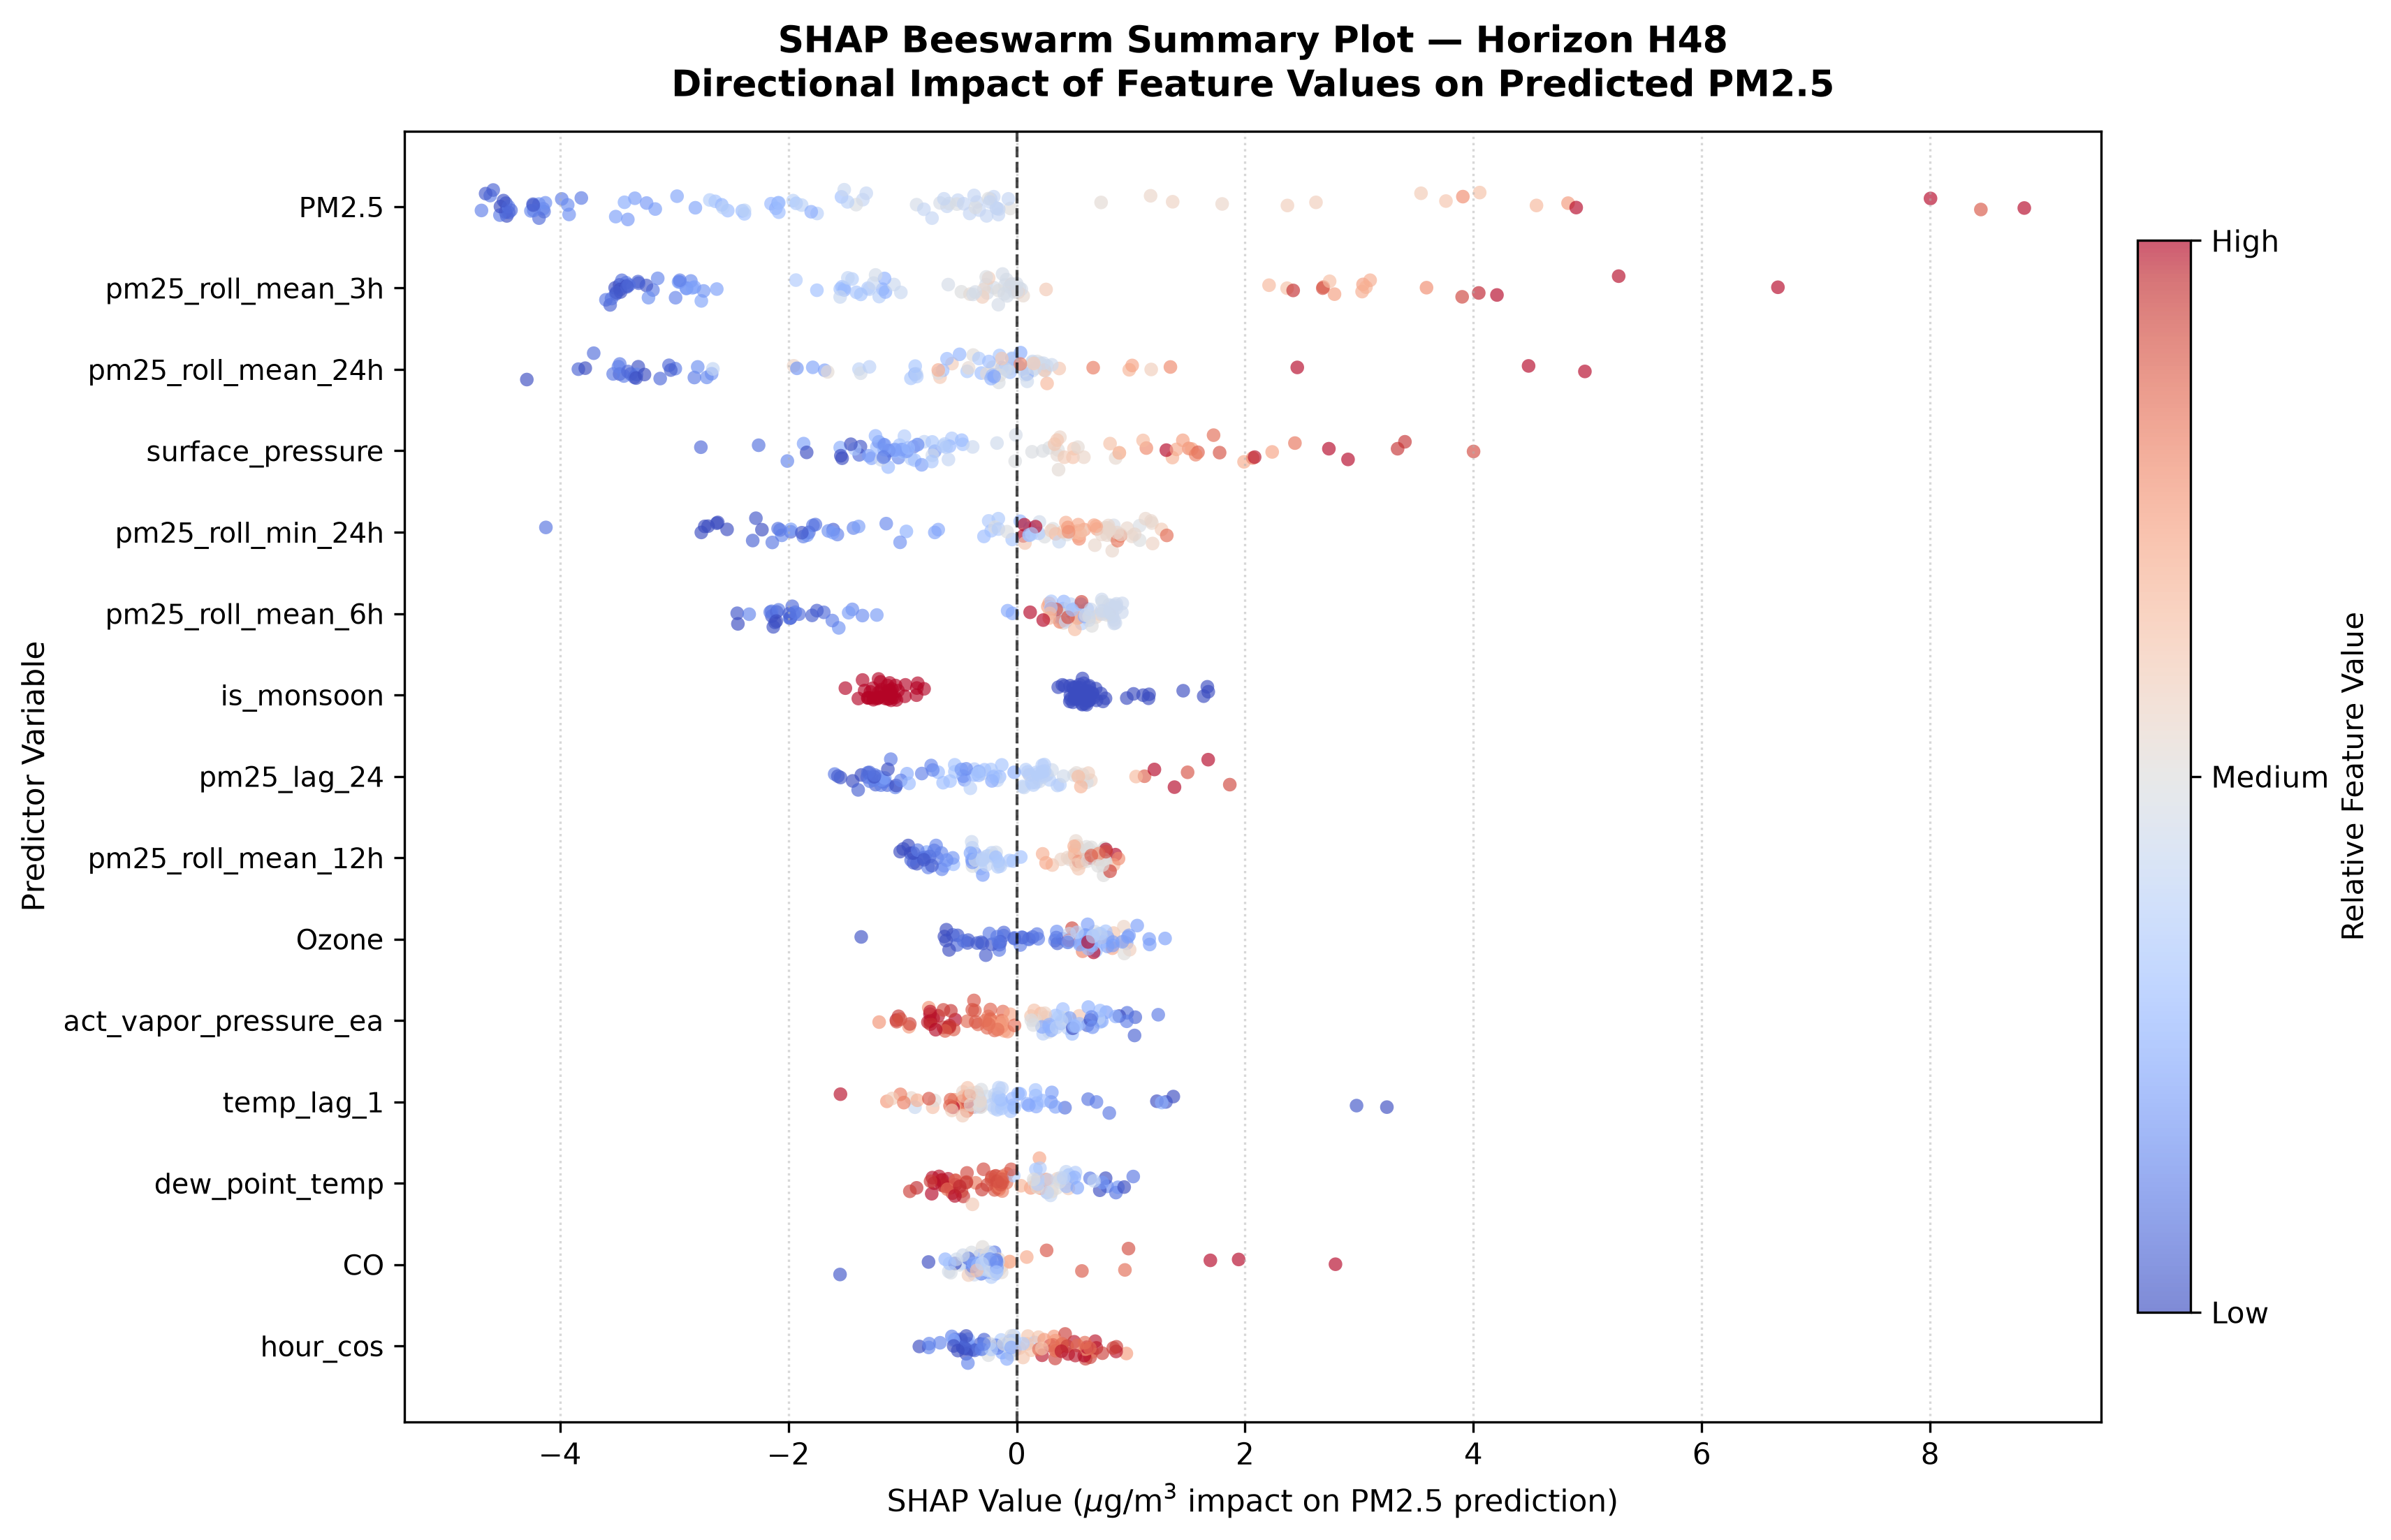 SHAP Beeswarm Summary Plot — Horizon H48
Directional Impact of Feature Values on Predicted PM2.5
Predictor Variable
PM2.5
pm25_roll_mean_3h
pm25_roll_mean_24h
surface_pressure
pm25_roll_min_24h
pm25_roll_mean_6h
is_monsoon
pm25_lag_24
pm25_roll_mean_12h
Ozone
act_vapor_pressure_ea
temp_lag_1
dew_point_temp
CO
hour_cos
−4 −2 0 2 4 6 8
SHAP Value (μg/m³ impact on PM2.5 prediction)
High
Medium
Low
Relative Feature Value